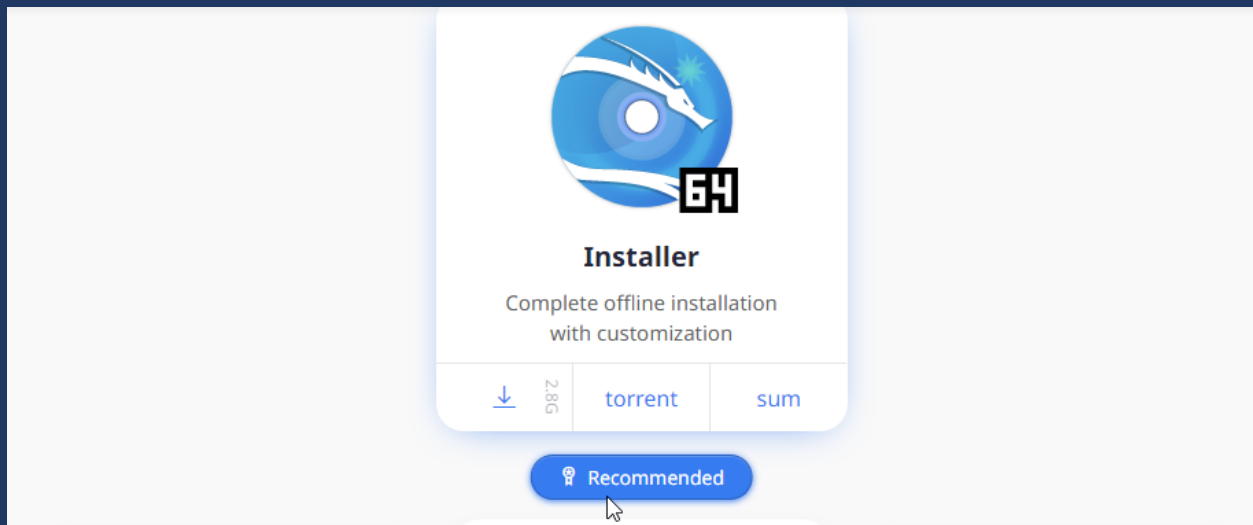 64
Installer
Complete offline installation
with customization
2.8G
torrent
sum
Recommended